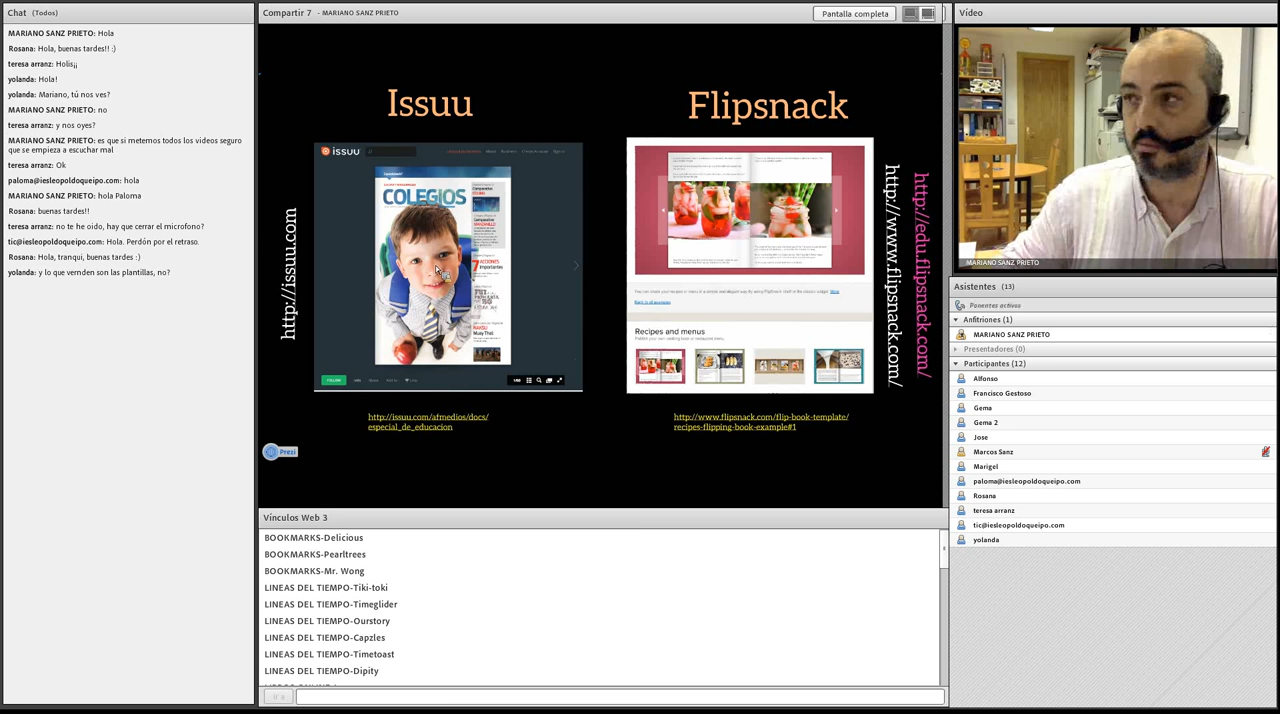 Chat (Todos)
MARIANO SANZ PRIETO: Hola
Rosana: Hola, buenas tardes!! :)
teresa arranz: Holis¡¡
yolanda: Hola!
yolanda: Mariano, tú nos ves?
MARIANO SANZ PRIETO: no
teresa arranz: y nos oyes?
MARIANO SANZ PRIETO: es que si metemos todos los videos seguro
que se empieza a escuchar mal
teresa arranz: Ok
paloma@iesleopoldoqueipo.com: hola
MARIANO SANZ PRIETO: hola Paloma
Rosana: buenas tardes!!
teresa arranz: no te he oido, hay que cerrar el microfono?
tic@iesleopoldoqueipo.com: Hola. Perdón por el retraso.
Rosana: Hola, tranqui, buenas tardes :)
yolanda: y lo que vernden son las plantillas, no?
Compartir 7 - MARIANO SANZ PRIETO
Pantalla completa
Issuu
Flipsnack
http://issuu.com
issuu
COLEGIOS
FOLLOW
Recipes and menus
http://www.flipsnack.com/
http://edu.flipsnack.com/
http://issuu.com/afmedios/docs/
especial_de_educacion
http://www.flipsnack.com/flip-book-template/
recipes-flipping-book-example#1
Prezi
Vínculos Web 3
BOOKMARKS-Delicious
BOOKMARKS-Pearltrees
BOOKMARKS-Mr. Wong
LINEAS DEL TIEMPO-Tiki-toki
LINEAS DEL TIEMPO-Timeglider
LINEAS DEL TIEMPO-Ourstory
LINEAS DEL TIEMPO-Capzles
LINEAS DEL TIEMPO-Timetoast
LINEAS DEL TIEMPO-Dipity
Ir a
Vídeo
MARIANO SANZ PRIETO
Asistentes (13)
Ponentes activos
Anfitriones (1)
MARIANO SANZ PRIETO
Presentadores (0)
Participantes (12)
Alfonso
Francisco Gestoso
Gema
Gema 2
Jose
Marcos Sanz
Marigel
paloma@iesleopoldoqueipo.com
Rosana
teresa arranz
tic@iesleopoldoqueipo.com
yolanda